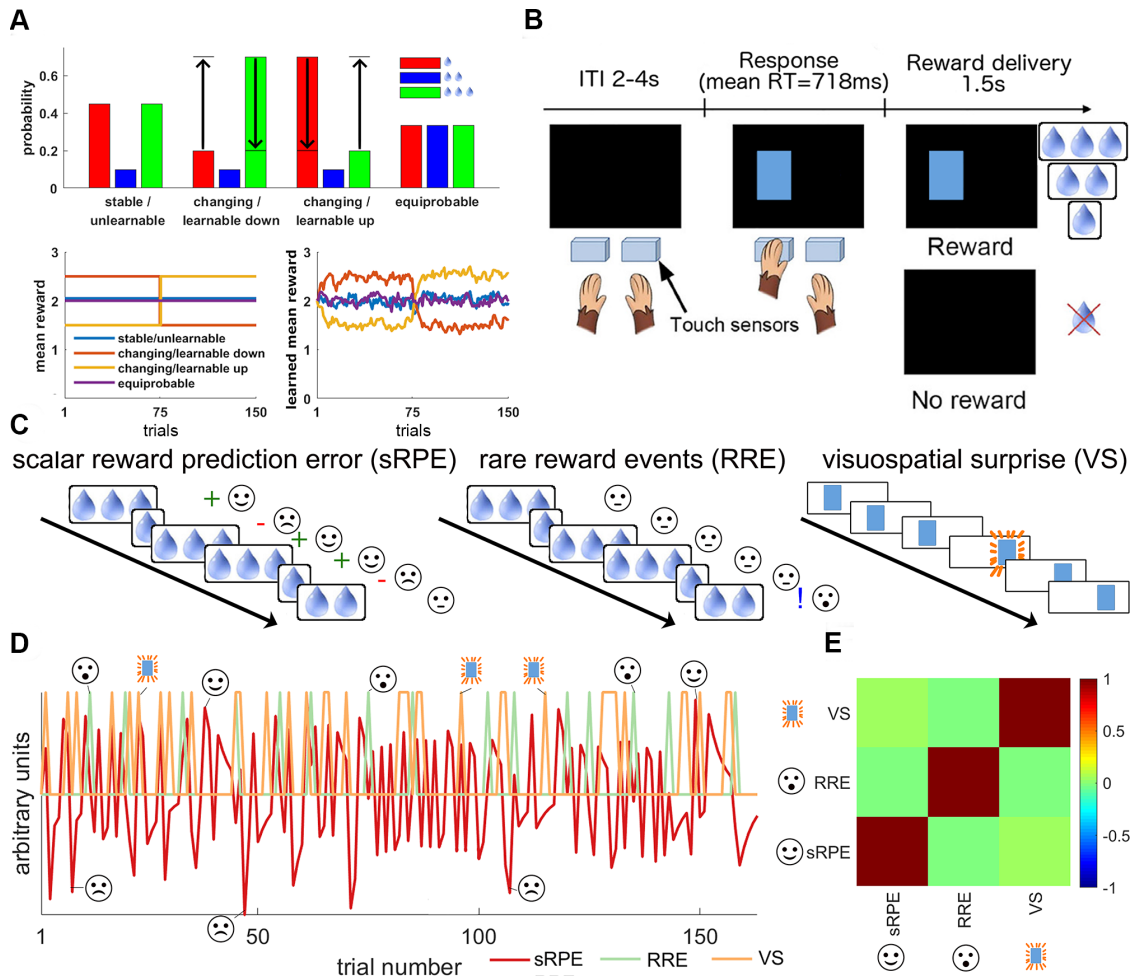 A
probability
0.6
0.4
0.2
0
stable / unlearnable
changing / learnable down
changing / learnable up
equiprobable
mean reward
3
2
1
stable/unlearnable
changing/learnable down
changing/learnable up
equiprobable
1
75
150
trials
learned mean reward
3
2
1
0
1
75
150
trials
B
ITI 2-4s
Response
(mean RT=718ms)
Reward delivery
1.5s
Touch sensors
Reward
No reward
C
scalar reward prediction error (sRPE)
+
-
+
+
-
rare reward events (RRE)
!
visuospatial surprise (VS)
D
arbitrary units
1
50
100
150
trial number
sRPE
RRE
VS
E
VS
RRE
sRPE
sRPE
RRE
VS
1
0.5
0
-0.5
-1